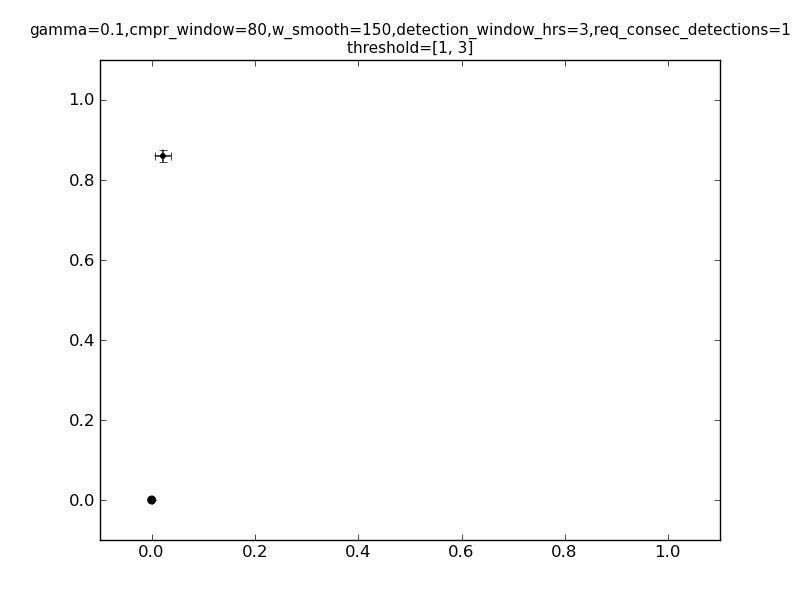 gamma=0.1,cmpr_window=80,w_smooth=150,detection_window_hrs=3,req_consec_detections=1
threshold=[1, 3]
1.0
0.8
0.6
0.4
0.2
0.0
0.0 0.2 0.4 0.6 0.8 1.0